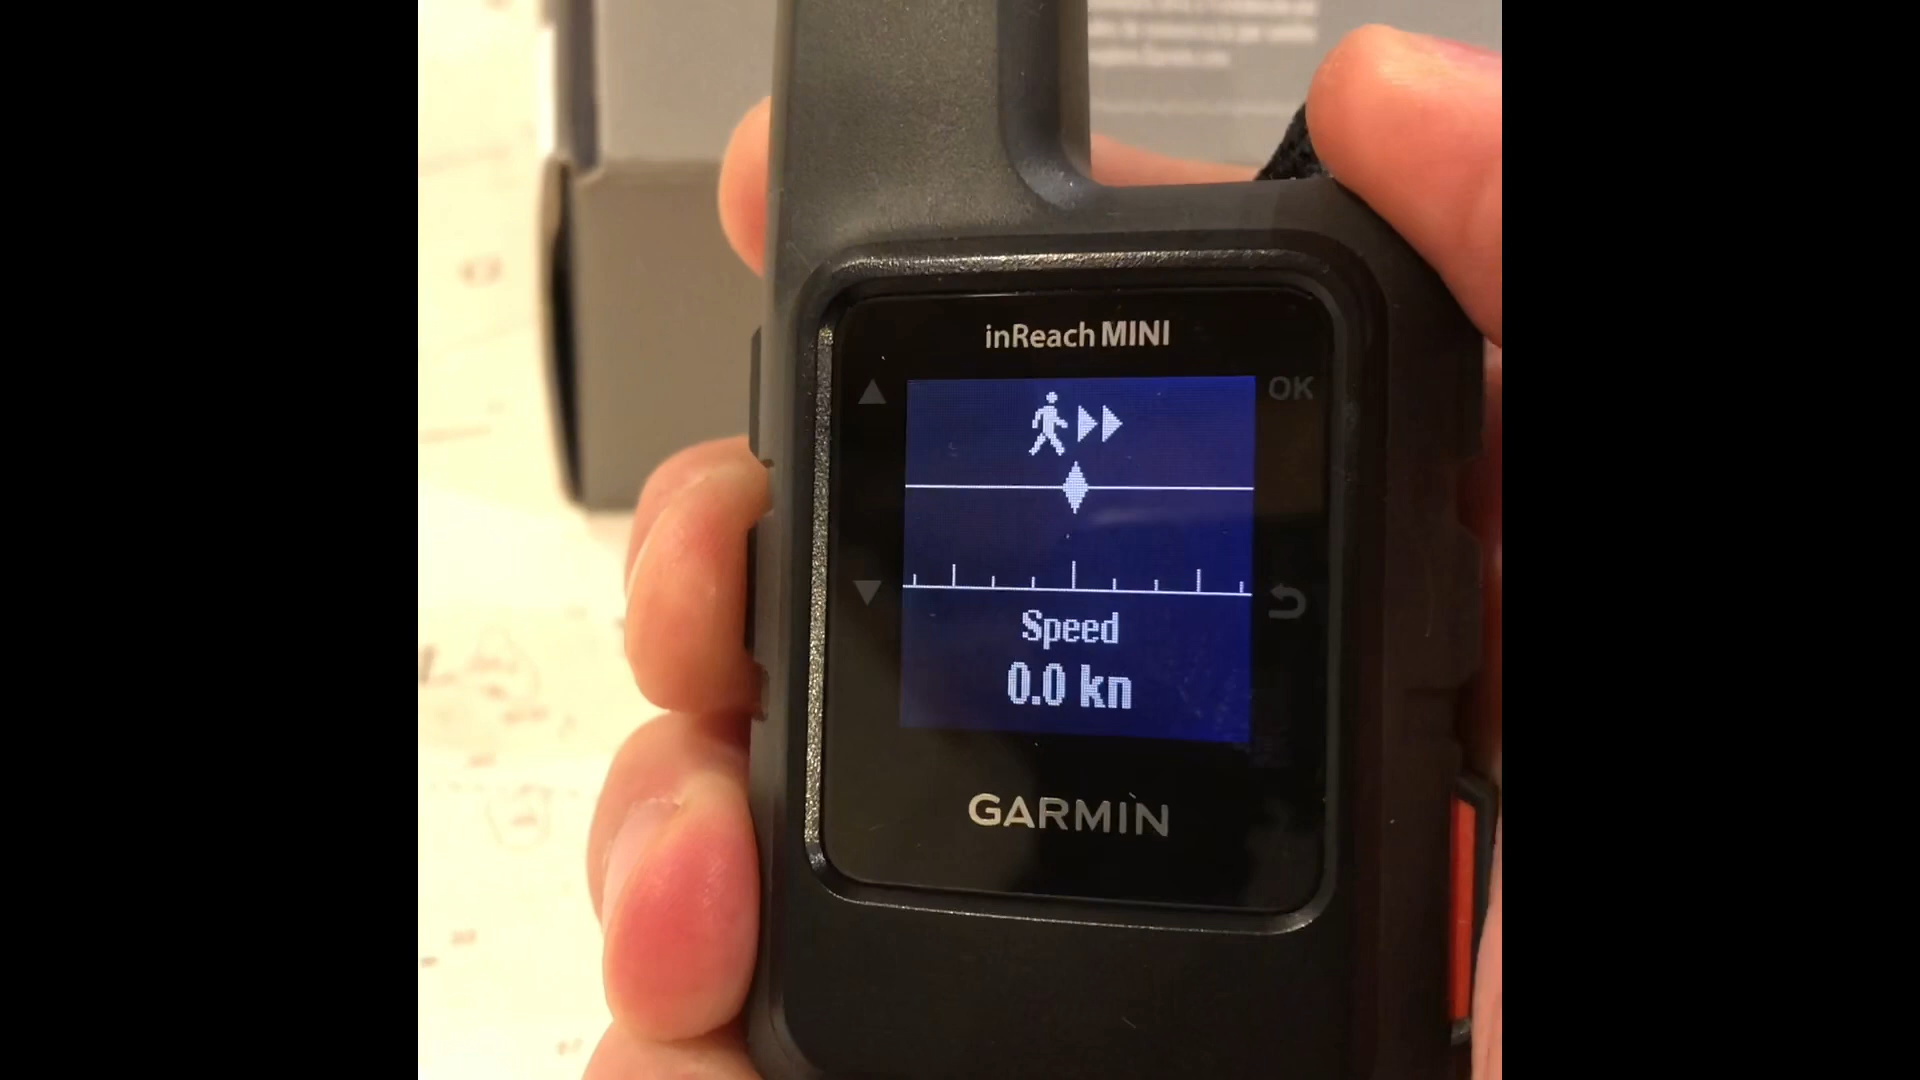 inReach MINI
OK
Speed
0.0 kn
GARMIN